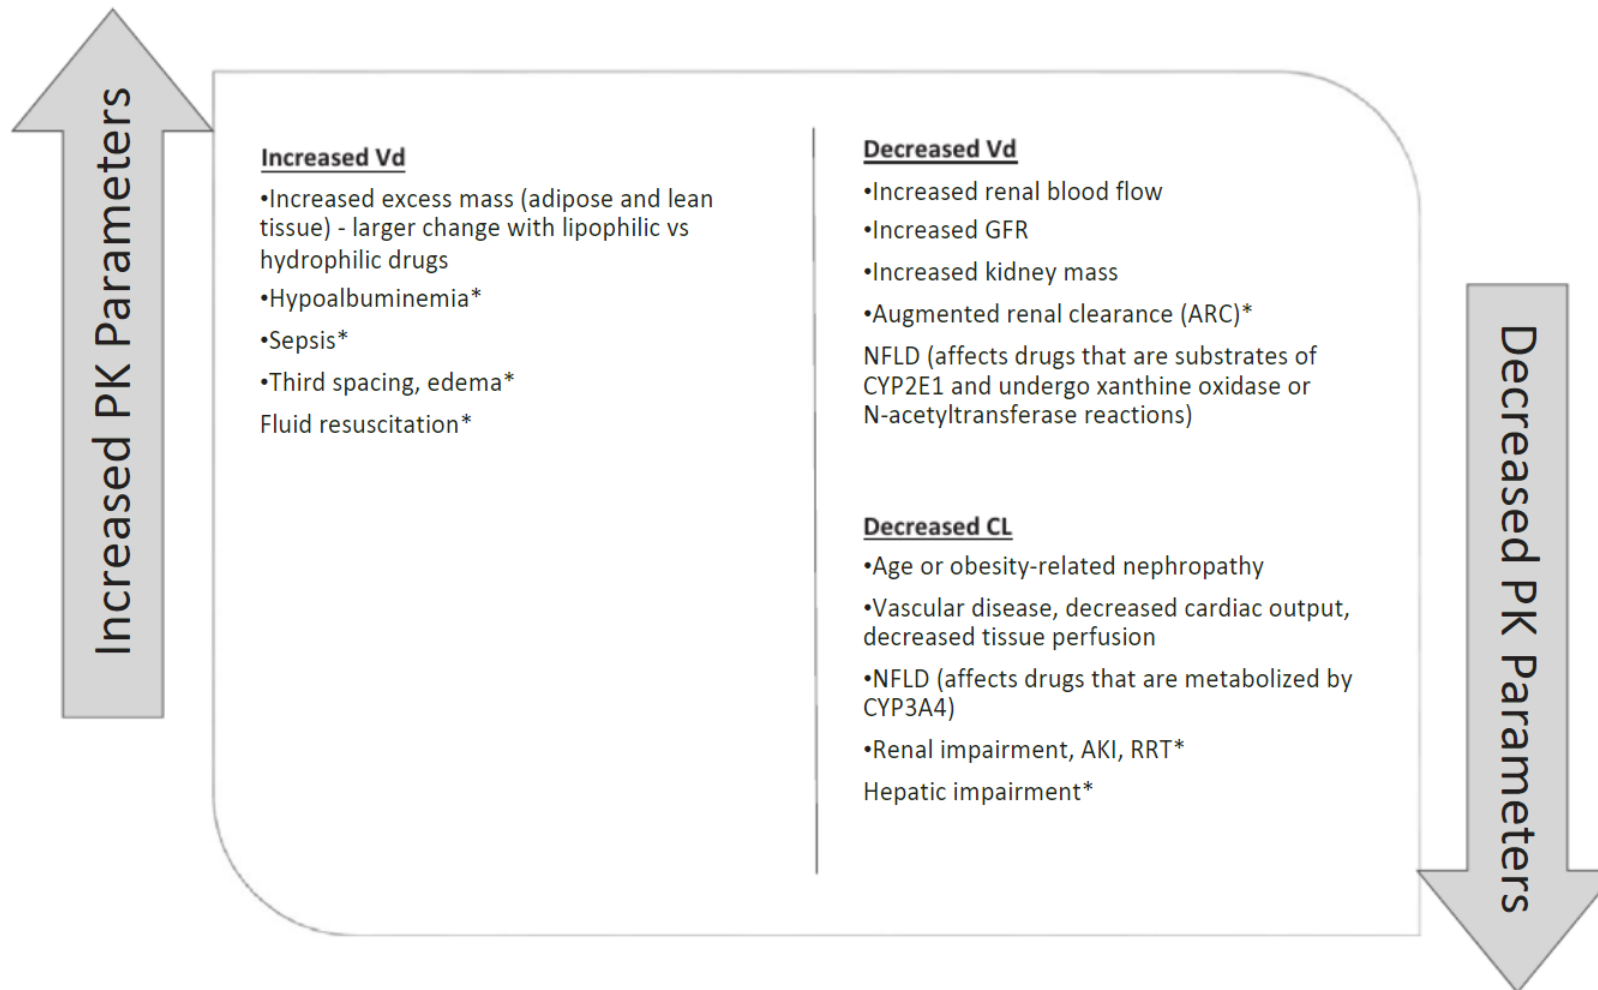 Increased PK Parameters
Increased Vd
•Increased excess mass (adipose and lean
tissue) - larger change with lipophilic vs
hydrophilic drugs
•Hypoalbuminemia*
•Sepsis*
•Third spacing, edema*
Fluid resuscitation*
Decreased Vd
•Increased renal blood flow
•Increased GFR
•Increased kidney mass
•Augmented renal clearance (ARC)*
NFLD (affects drugs that are substrates of
CYP2E1 and undergo xanthine oxidase or
N-acetyltransferase reactions)
Decreased CL
•Age or obesity-related nephropathy
•Vascular disease, decreased cardiac output,
decreased tissue perfusion
•NFLD (affects drugs that are metabolized by
CYP3A4)
•Renal impairment, AKI, RRT*
Hepatic impairment*
Decreased PK Parameters